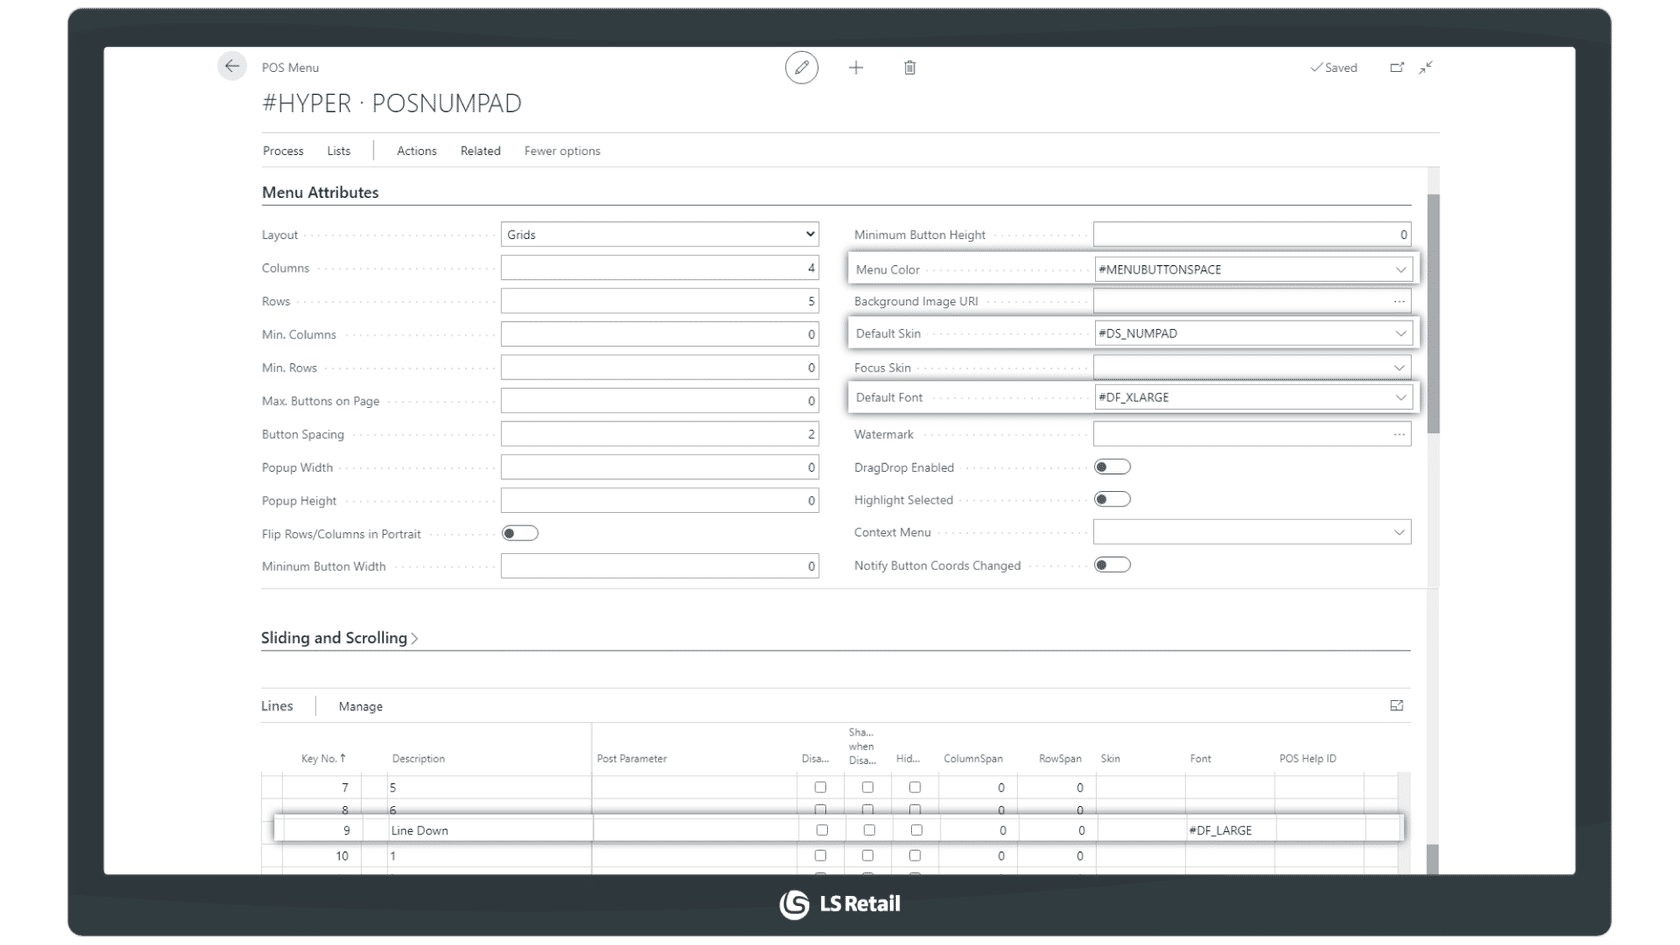 POS Menu
Saved
#HYPER · POSNUMPAD
Process Lists Actions Related Fewer options
Menu Attributes
Layout Grids
Minimum Button Height 0
Columns 4
Menu Color #MENUBUTTONSPACE
Rows 5
Background Image URI
Min. Columns 0
Default Skin #DS_NUMPAD
Min. Rows 0
Focus Skin
Max. Buttons on Page 0
Default Font #DF_XLARGE
Button Spacing 2
Watermark
Popup Width 0
DragDrop Enabled
Popup Height 0
Highlight Selected
Flip Rows/Columns in Portrait
Context Menu
Mininum Button Width 0
Notify Button Coords Changed
Sliding and Scrolling
Lines Manage
Key No. ↑ Description Post Parameter Disa... Sha... when Disa... Hid... ColumnSpan RowSpan Skin Font POS Help ID
7 5 0 0
8 6 0 0
9 Line Down 0 0 #DF_LARGE
10 1 0 0
LS Retail